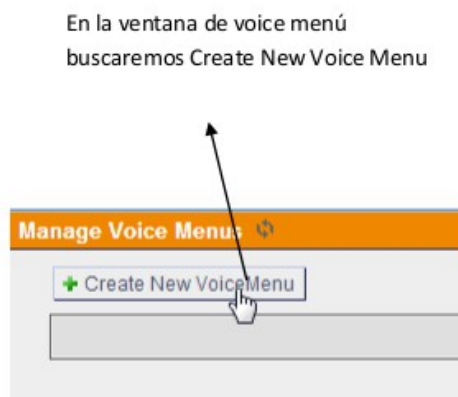 En la ventana de voice menú
buscaremos Create New Voice Menu
Manage Voice Menus
+ Create New VoiceMenu